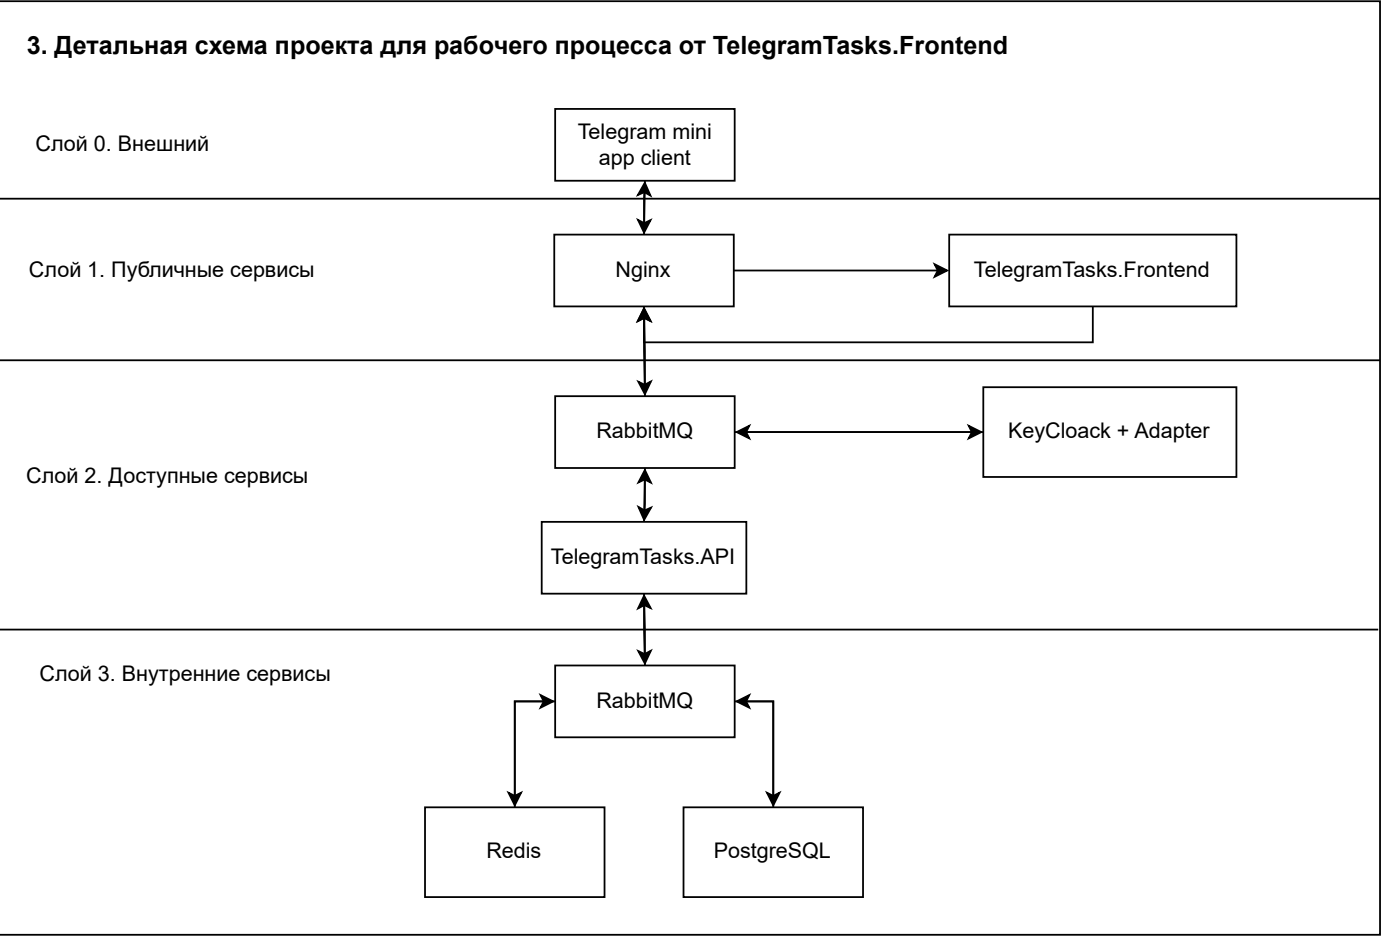 3. Детальная схема проекта для рабочего процесса от TelegramTasks.Frontend
Слой 0. Внешний
Telegram mini
app client
Слой 1. Публичные сервисы
Nginx
TelegramTasks.Frontend
RabbitMQ
KeyCloack + Adapter
Слой 2. Доступные сервисы
TelegramTasks.API
Слой 3. Внутренние сервисы
RabbitMQ
Redis
PostgreSQL